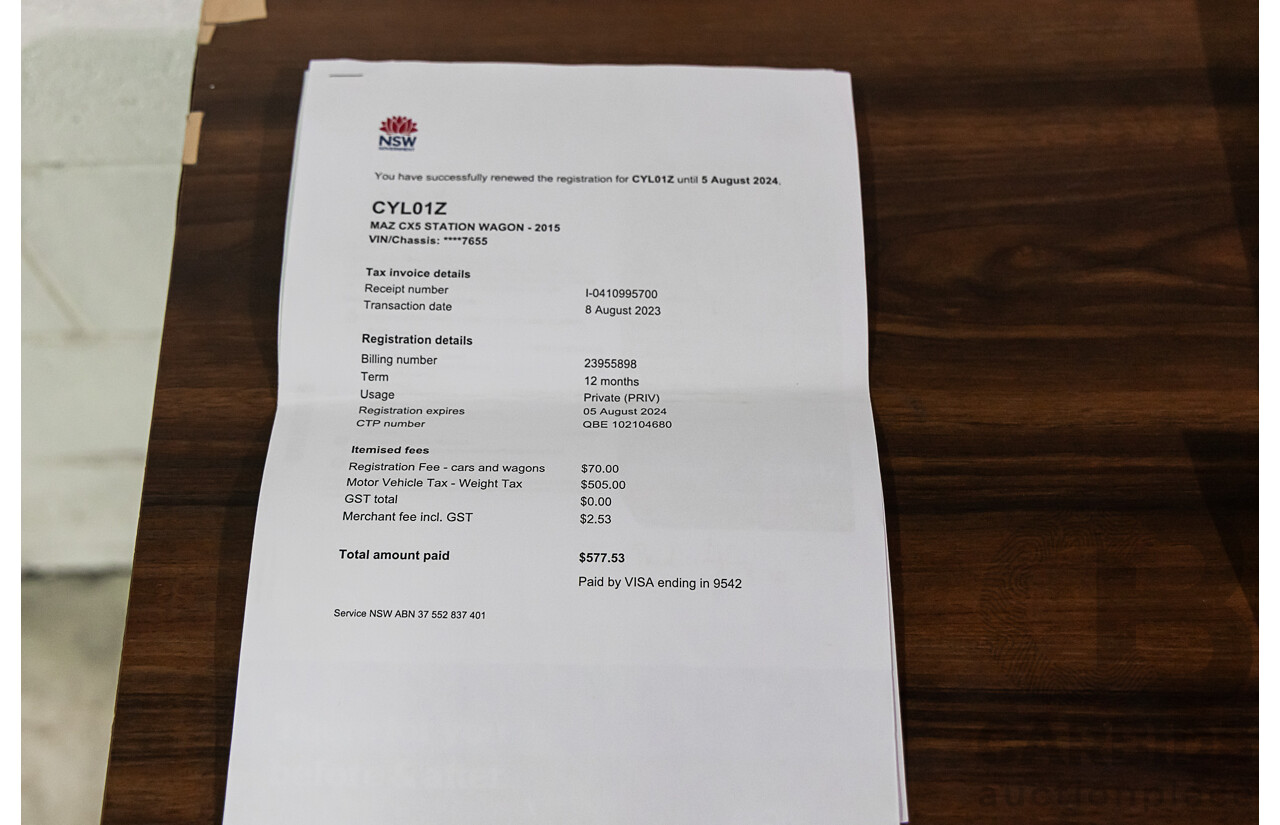 NSW
GOVERNMENT
You have successfully renewed the registration for CYL01Z until 5 August 2024.
CYL01Z
MAZ CX5 STATION WAGON - 2015
VIN/Chassis: ****7655
Tax invoice details
Receipt number I-0410995700
Transaction date 8 August 2023
Registration details
Billing number 23955898
Term 12 months
Usage Private (PRIV)
Registration expires 05 August 2024
CTP number QBE 102104680
Itemised fees
Registration Fee - cars and wagons $70.00
Motor Vehicle Tax - Weight Tax $505.00
GST total $0.00
Merchant fee incl. GST $2.53
Total amount paid $577.53
Paid by VISA ending in 9542
Service NSW ABN 37 552 837 401